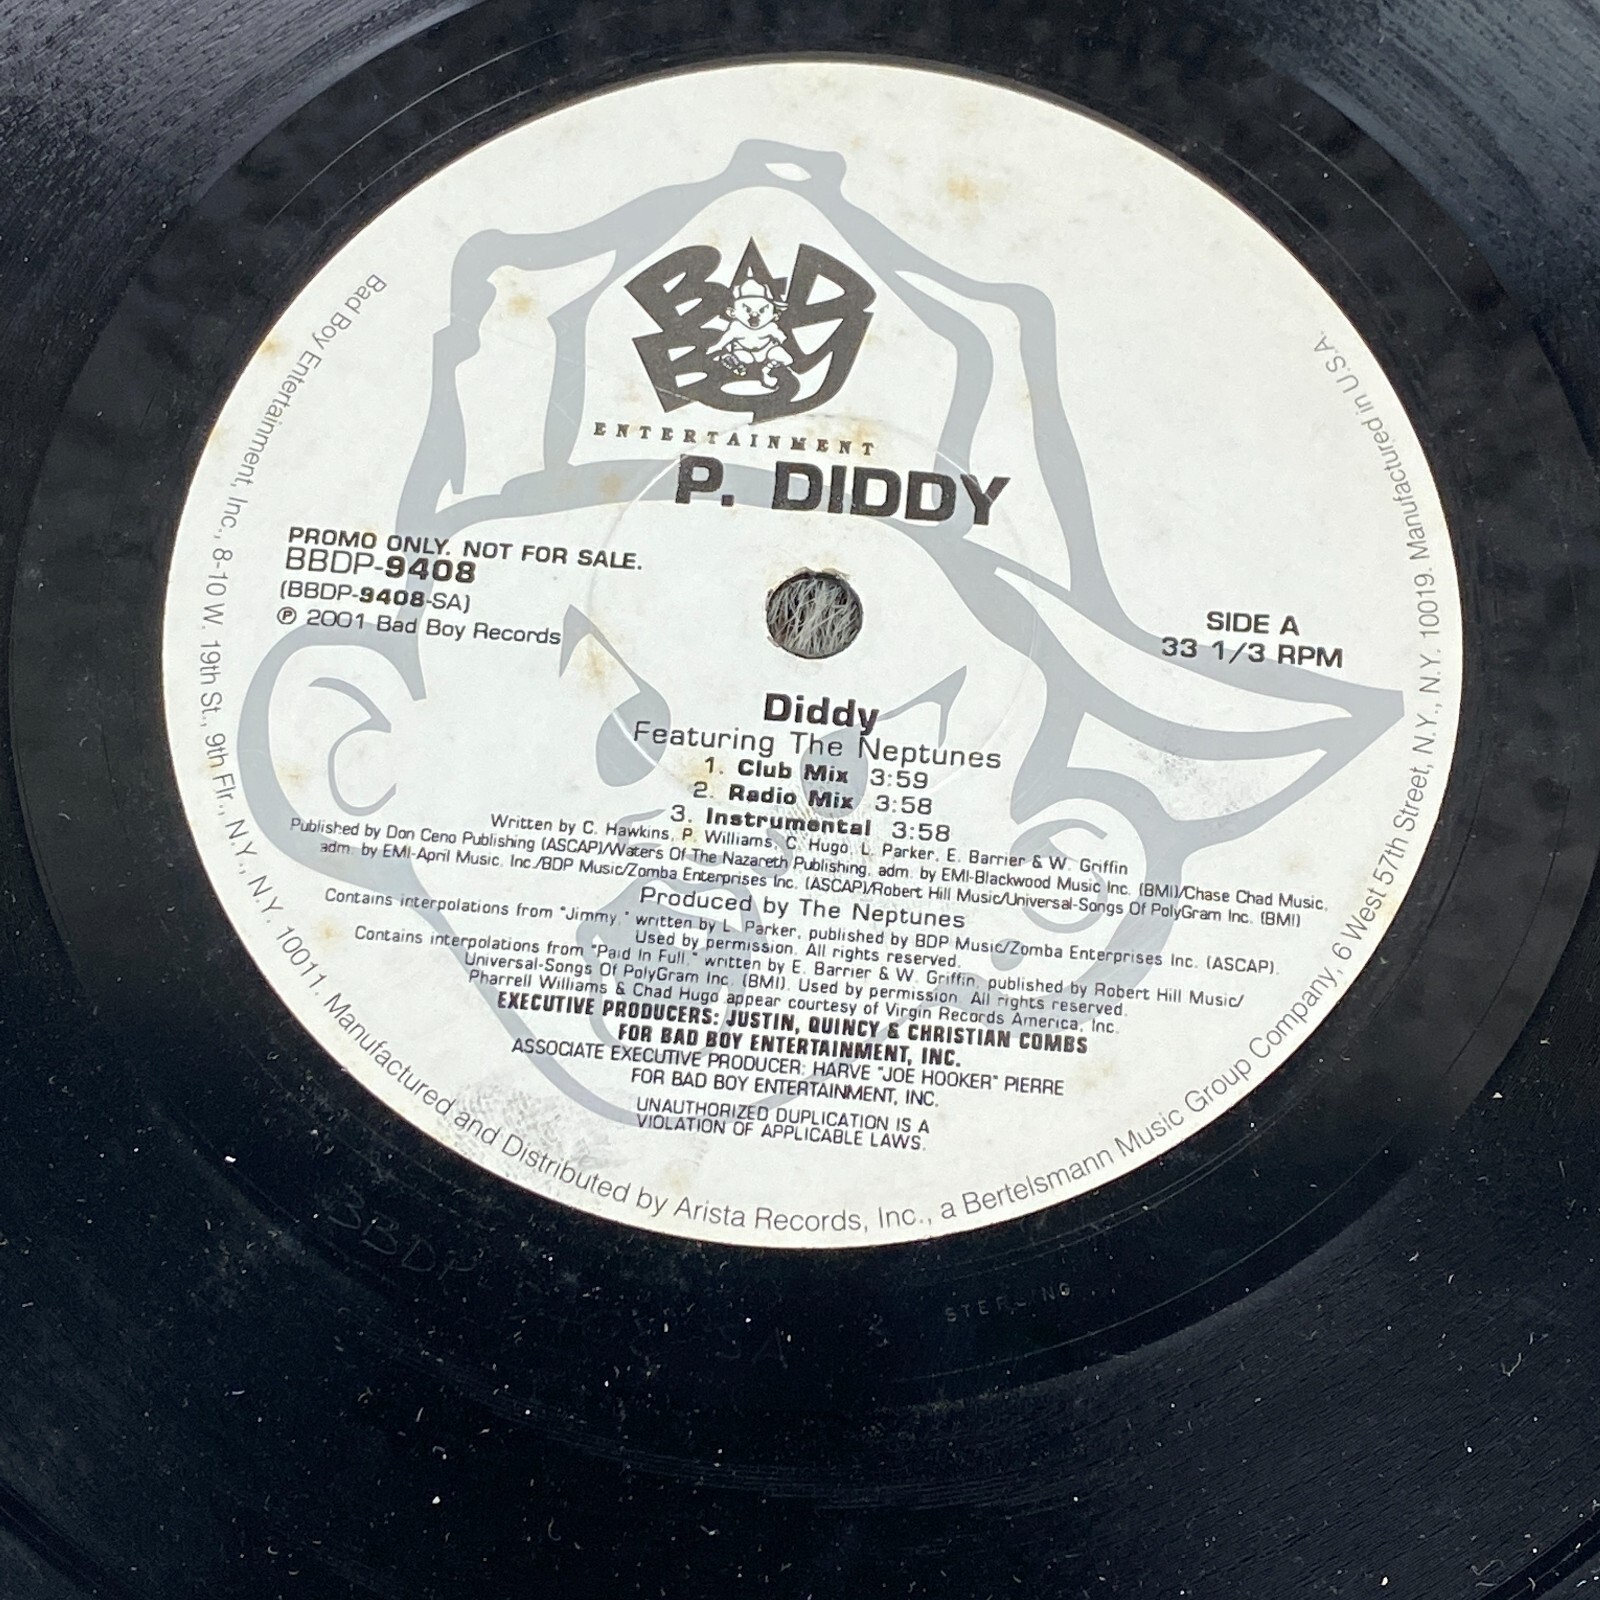 BAD BOY
ENTERTAINMENT
P. DIDDY
PROMO ONLY. NOT FOR SALE.
BBDP-9408
(BBDP-9408-SA)
℗ 2001 Bad Boy Records
SIDE A
33 1/3 RPM
Diddy
Featuring The Neptunes
1. Club Mix 3:59
2. Radio Mix 3:58
3. Instrumental 3:58
Written by C. Hawkins, P. Williams, C. Hugo, L. Parker, E. Barrier & W. Griffin
Published by Don Ceno Publishing (ASCAP)/Waters Of The Nazareth Publishing, adm. by EMI-Blackwood Music Inc. (BMI)/Chase Chad Music,
adm. by EMI-April Music, Inc./BDP Music/Zomba Enterprises Inc. (ASCAP)/Robert Hill Music/Universal-Songs Of PolyGram Inc. (BMI)
Produced by The Neptunes
Contains interpolations from "Jimmy," written by L. Parker, published by BDP Music/Zomba Enterprises Inc. (ASCAP).
Used by permission. All rights reserved.
Contains interpolations from "Paid In Full," written by E. Barrier & W. Griffin, published by Robert Hill Music/
Universal-Songs Of PolyGram Inc. (BMI). Used by permission. All rights reserved.
Pharrell Williams & Chad Hugo appear courtesy of Virgin Records America, Inc.
EXECUTIVE PRODUCERS: JUSTIN, QUINCY & CHRISTIAN COMBS
FOR BAD BOY ENTERTAINMENT, INC.
ASSOCIATE EXECUTIVE PRODUCER: HARVE "JOE HOOKER" PIERRE
FOR BAD BOY ENTERTAINMENT, INC.
UNAUTHORIZED DUPLICATION IS A
VIOLATION OF APPLICABLE LAWS.
Bad Boy Entertainment, Inc., 8-10 W. 19th St., 9th Flr., N.Y., N.Y. 10011. Manufactured and Distributed by Arista Records, Inc., a Bertelsmann Music Group Company, 6 West 57th Street, N.Y., N.Y. 10019. Manufactured in U.S.A.
STERLING